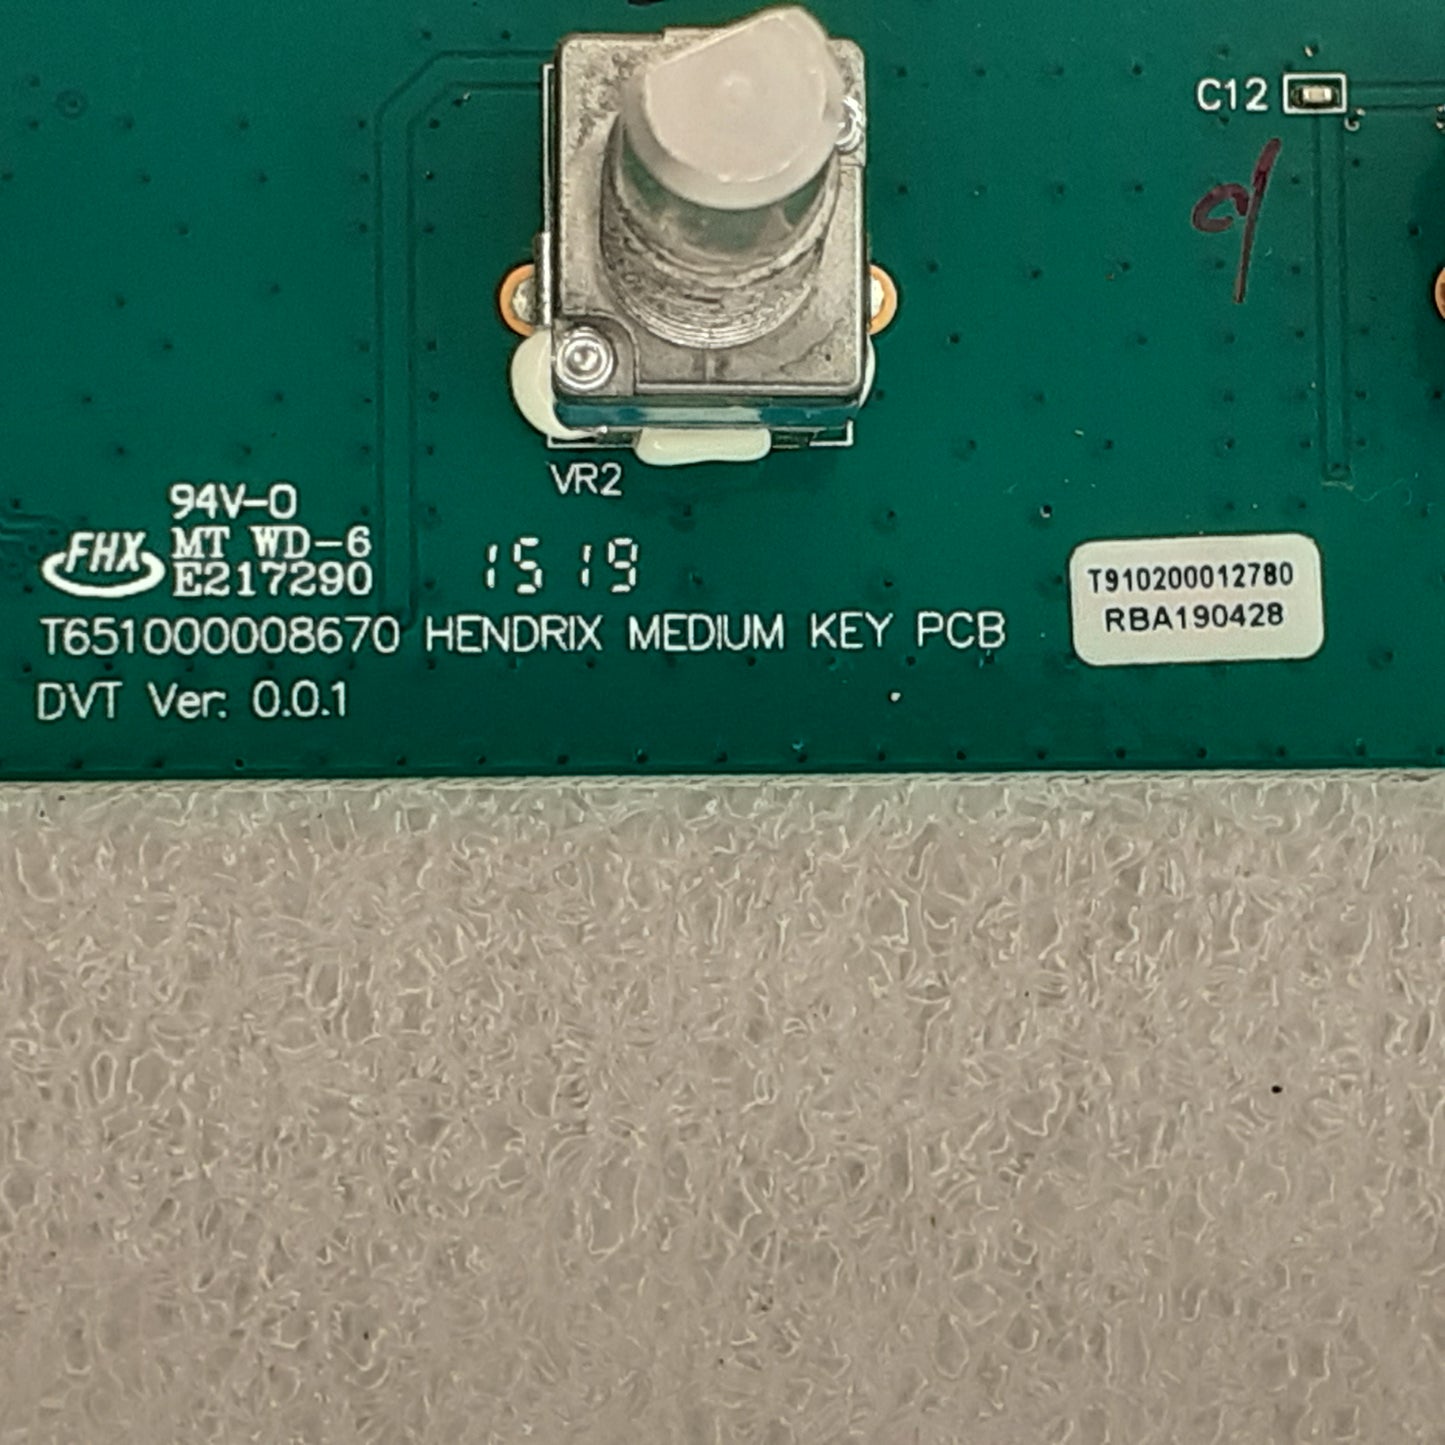 C12
VR2
94V-0
FHX MT WD-6
E217290
1519
T651000008670 HENDRIX MEDIUM KEY PCB
DVT Ver: 0.0.1
T910200012780
RBA190428